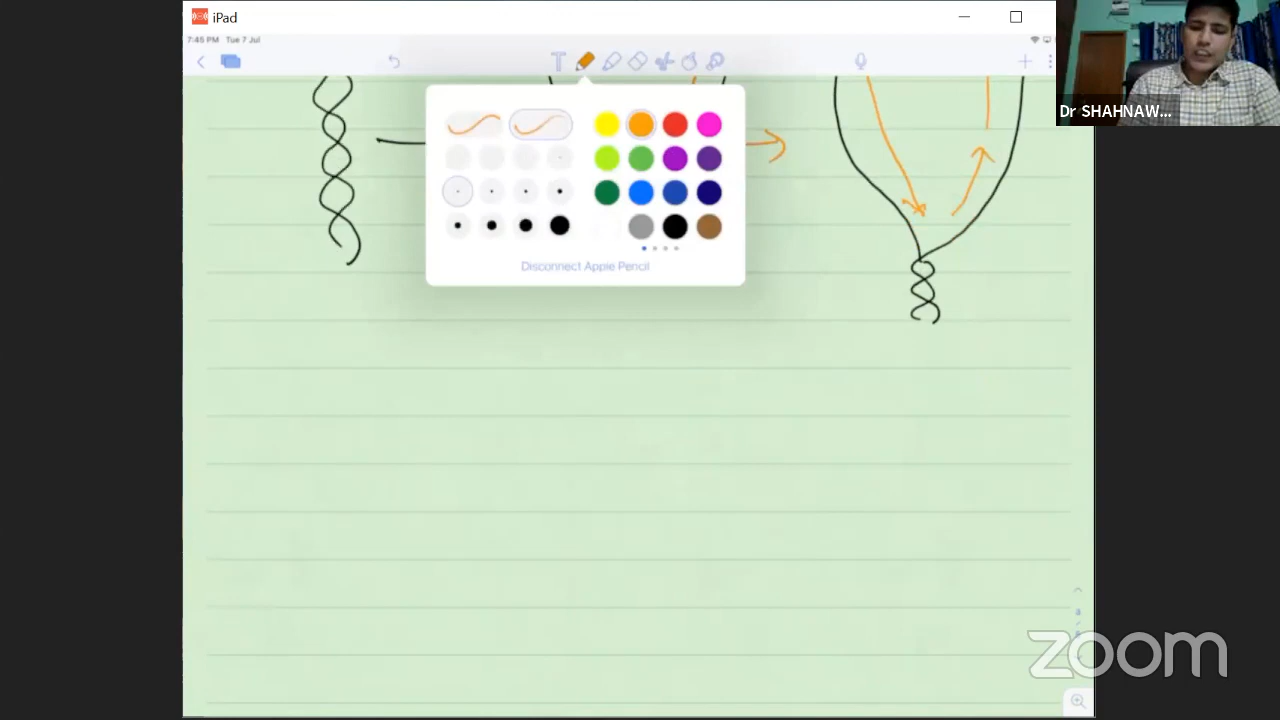 iPad
7:45 PM Tue 7 Jul
T
Disconnect Apple Pencil
Dr SHAHNAW...
zoom